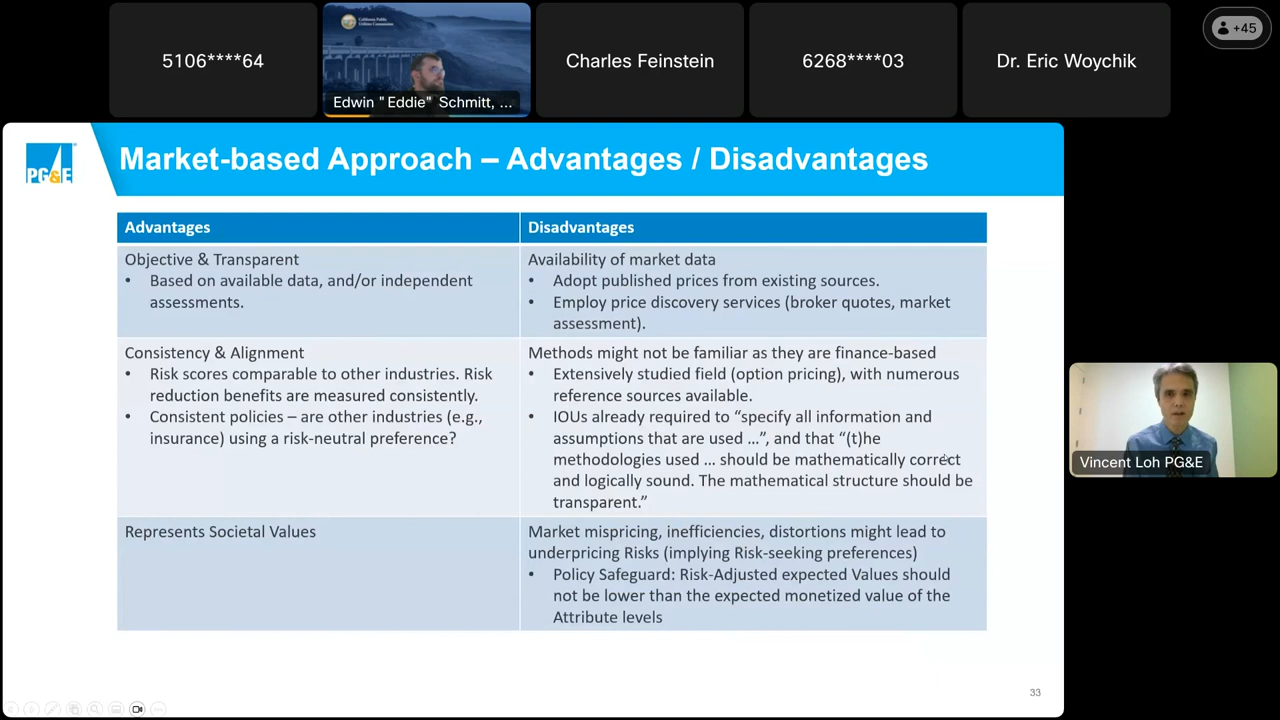 5106****64
California Public
Utilities Commission
Edwin "Eddie" Schmitt, ...
Charles Feinstein
6268****03
Dr. Eric Woychik
+45
PG&E
Market-based Approach – Advantages / Disadvantages
Advantages
Disadvantages
Objective & Transparent
• Based on available data, and/or independent
assessments.
Availability of market data
• Adopt published prices from existing sources.
• Employ price discovery services (broker quotes, market
assessment).
Consistency & Alignment
• Risk scores comparable to other industries. Risk
reduction benefits are measured consistently.
• Consistent policies – are other industries (e.g.,
insurance) using a risk-neutral preference?
Methods might not be familiar as they are finance-based
• Extensively studied field (option pricing), with numerous
reference sources available.
• IOUs already required to “specify all information and
assumptions that are used …”, and that “(t)he
methodologies used … should be mathematically correct
and logically sound. The mathematical structure should be
transparent.”
Represents Societal Values
Market mispricing, inefficiencies, distortions might lead to
underpricing Risks (implying Risk-seeking preferences)
• Policy Safeguard: Risk-Adjusted expected Values should
not be lower than the expected monetized value of the
Attribute levels
33
Vincent Loh PG&E